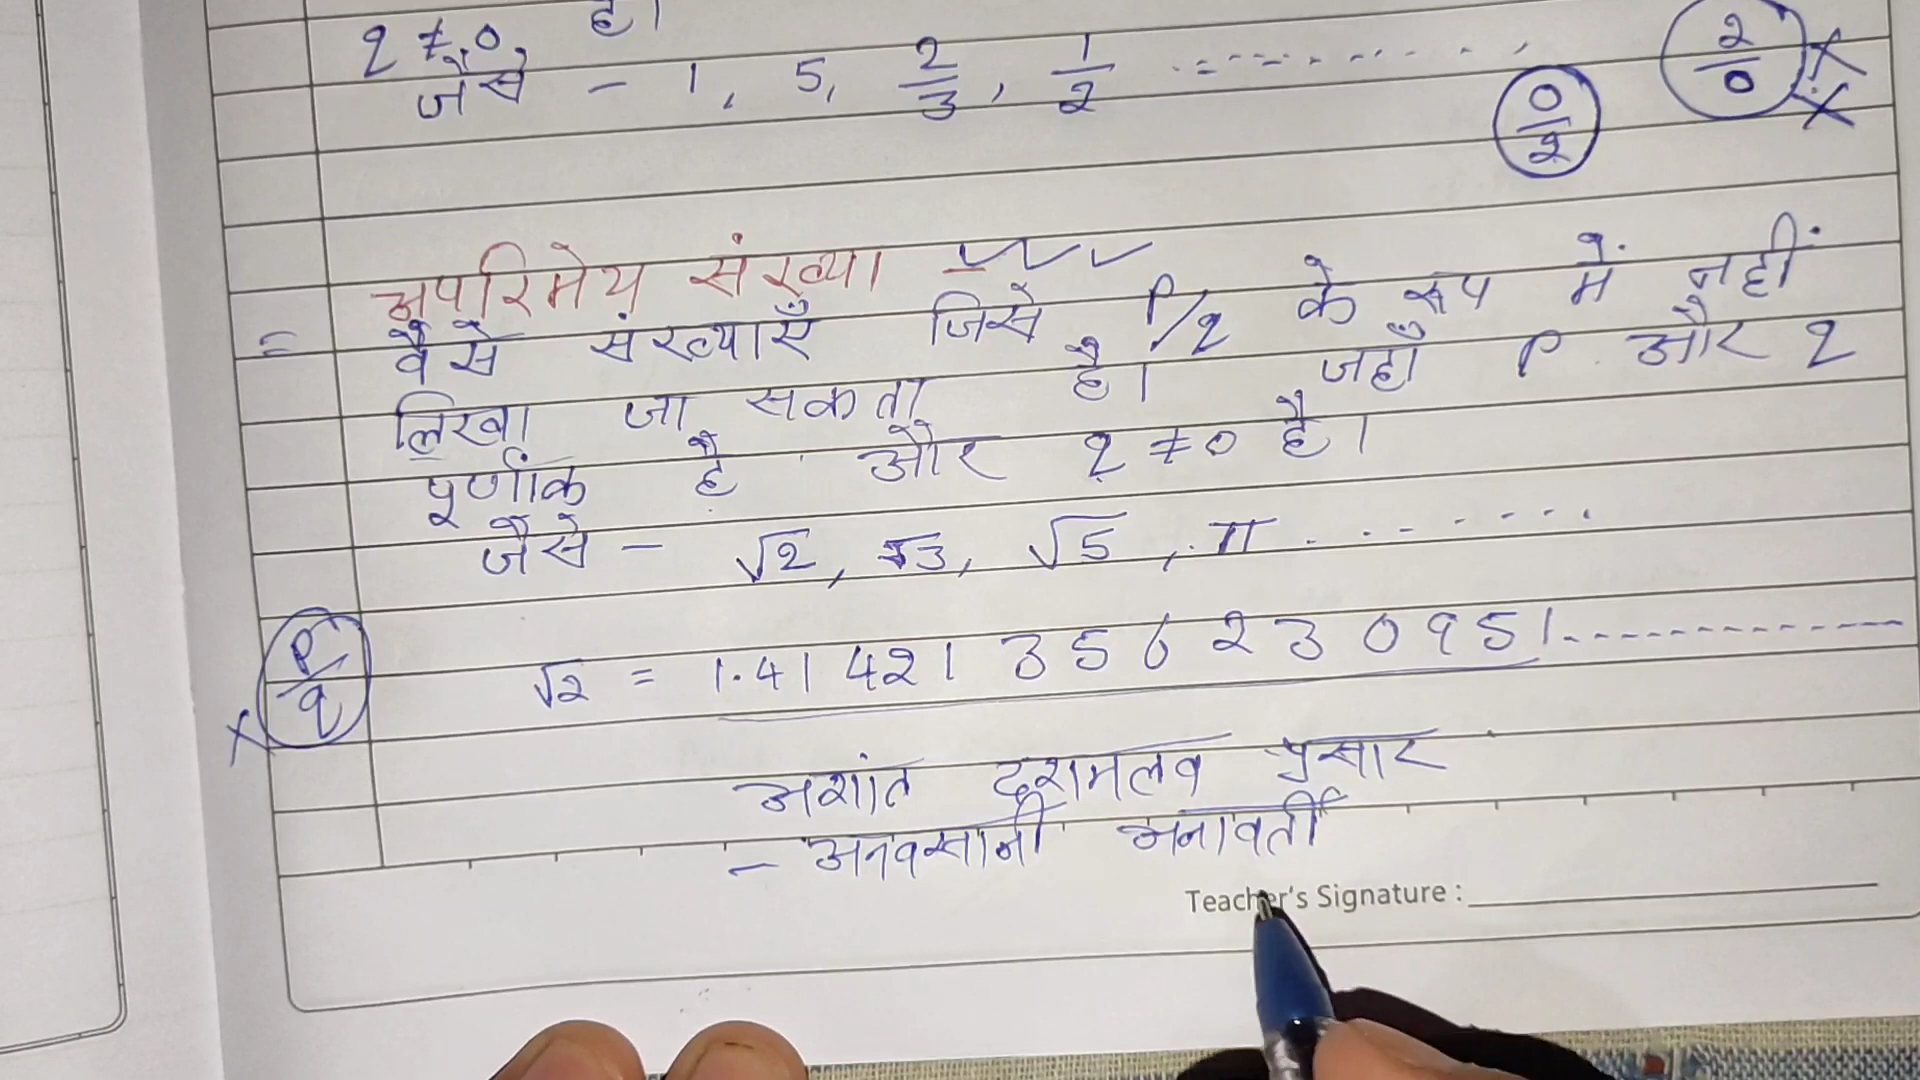 q ≠ 0, है।
जैसे - 1, 5, 2/3, 1/2 ............
0/2
2/0 × ×
अपरिमेय संख्या -
= वैसे संख्याएँ जिसे P/q के रूप में नहीं
लिखा जा सकता है। जहाँ P और q
पूर्णांक है और q ≠ 0 है।
जैसे - √2, √3, √5, π ........
P/q ×
√2 = 1.41421356230951..............
अशांत दशमलव प्रसार
- अनवसानी अनावर्ती
Teacher's Signature :